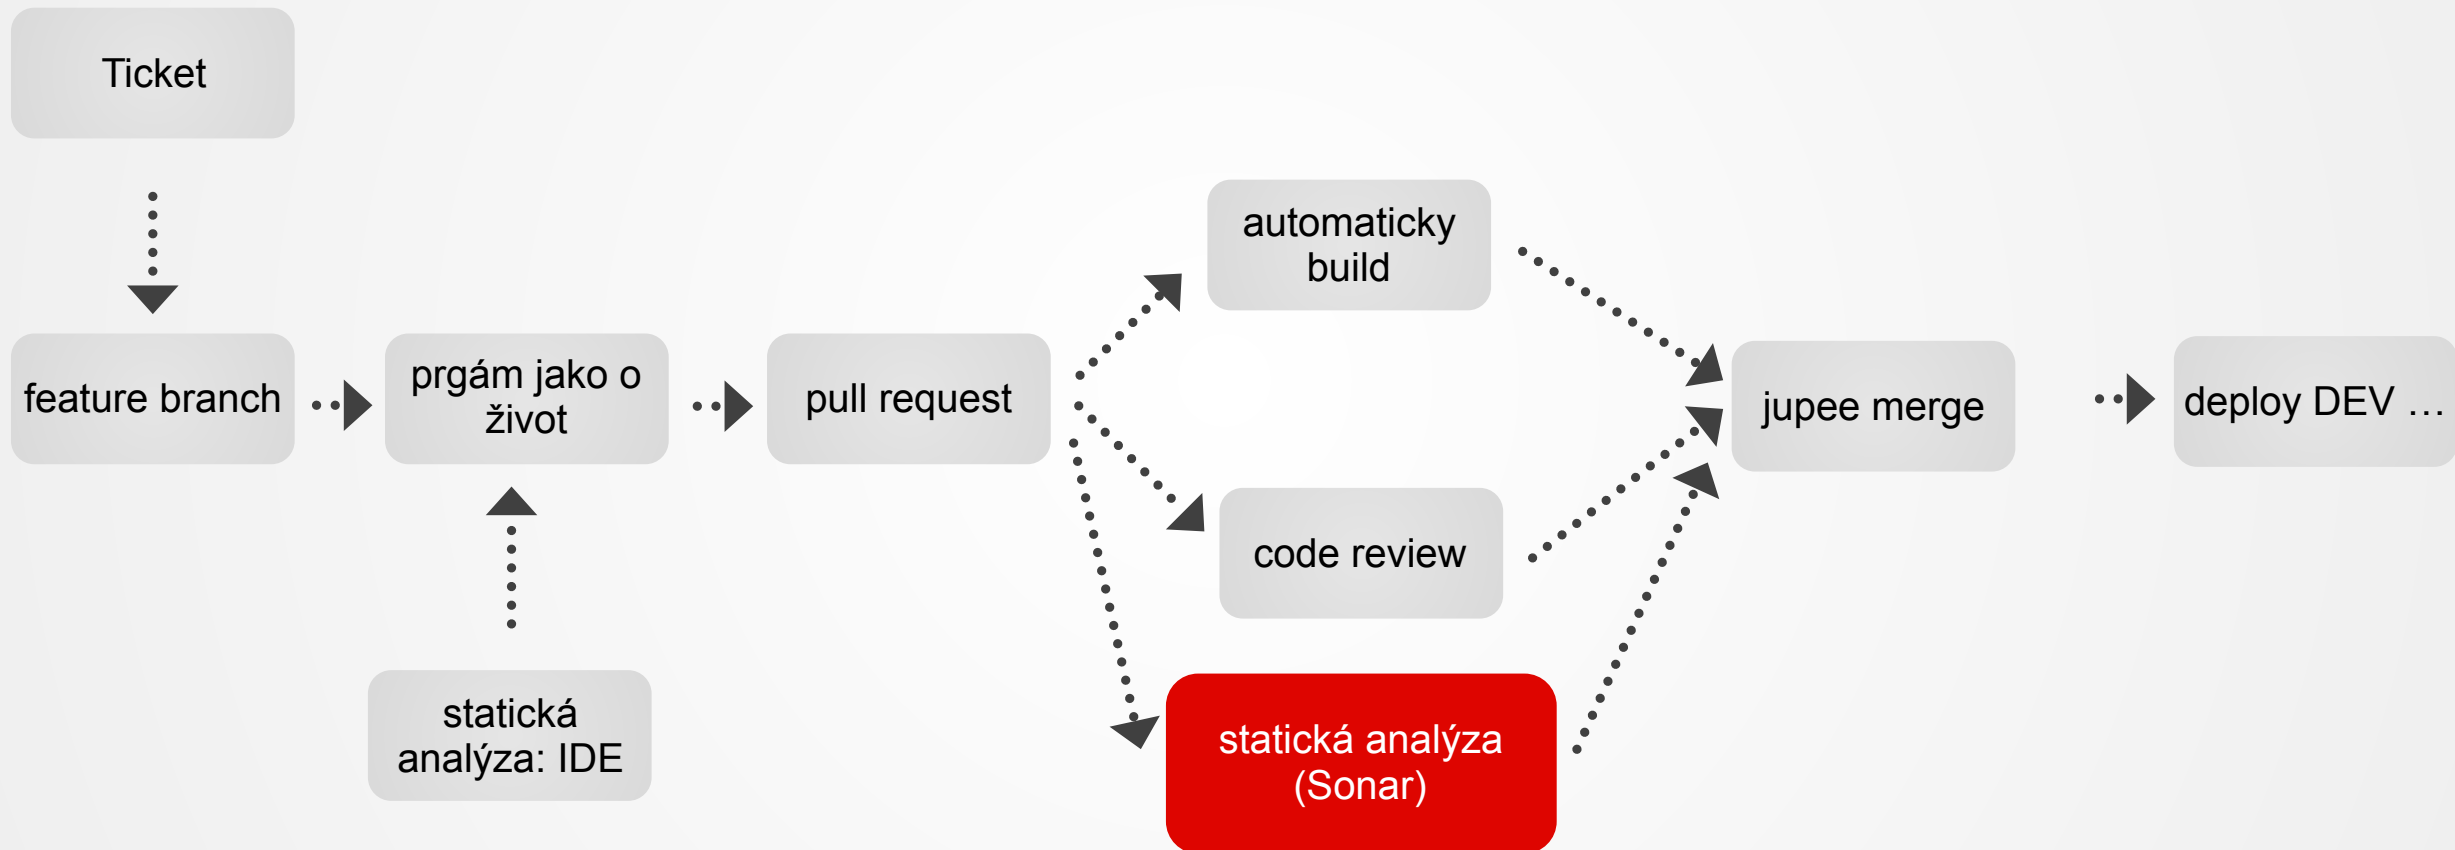 Ticket
feature branch
prgám jako o
život
statická
analýza: IDE
pull request
automaticky
build
code review
statická analýza
(Sonar)
jupee merge
deploy DEV …